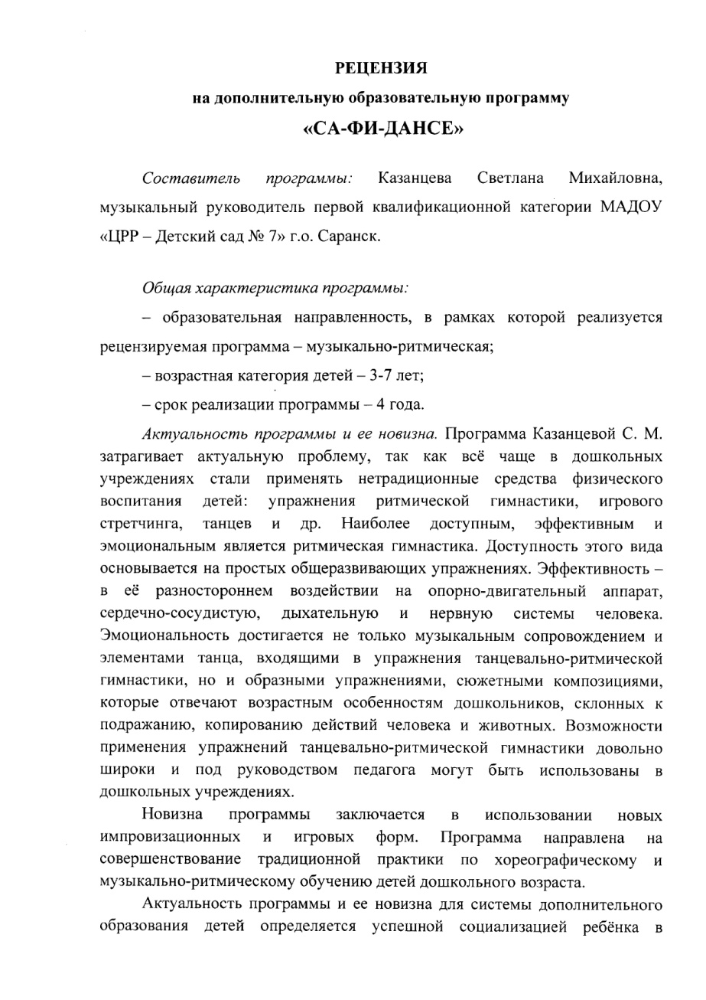 РЕЦЕНЗИЯ
на дополнительную образовательную программу
«СА-ФИ-ДАНСЕ»
Составитель программы: Казанцева Светлана Михайловна,
музыкальный руководитель первой квалификационной категории МАДОУ
«ЦРР – Детский сад № 7» г.о. Саранск.
Общая характеристика программы:
– образовательная направленность, в рамках которой реализуется
рецензируемая программа – музыкально-ритмическая;
– возрастная категория детей – 3-7 лет;
– срок реализации программы – 4 года.
Актуальность программы и ее новизна. Программа Казанцевой С. М.
затрагивает актуальную проблему, так как всё чаще в дошкольных
учреждениях стали применять нетрадиционные средства физического
воспитания детей: упражнения ритмической гимнастики, игрового
стретчинга, танцев и др. Наиболее доступным, эффективным и
эмоциональным является ритмическая гимнастика. Доступность этого вида
основывается на простых общеразвивающих упражнениях. Эффективность –
в её разностороннем воздействии на опорно-двигательный аппарат,
сердечно-сосудистую, дыхательную и нервную системы человека.
Эмоциональность достигается не только музыкальным сопровождением и
элементами танца, входящими в упражнения танцевально-ритмической
гимнастики, но и образными упражнениями, сюжетными композициями,
которые отвечают возрастным особенностям дошкольников, склонных к
подражанию, копированию действий человека и животных. Возможности
применения упражнений танцевально-ритмической гимнастики довольно
широки и под руководством педагога могут быть использованы в
дошкольных учреждениях.
Новизна программы заключается в использовании новых
импровизационных и игровых форм. Программа направлена на
совершенствование традиционной практики по хореографическому и
музыкально-ритмическому обучению детей дошкольного возраста.
Актуальность программы и ее новизна для системы дополнительного
образования детей определяется успешной социализацией ребёнка в